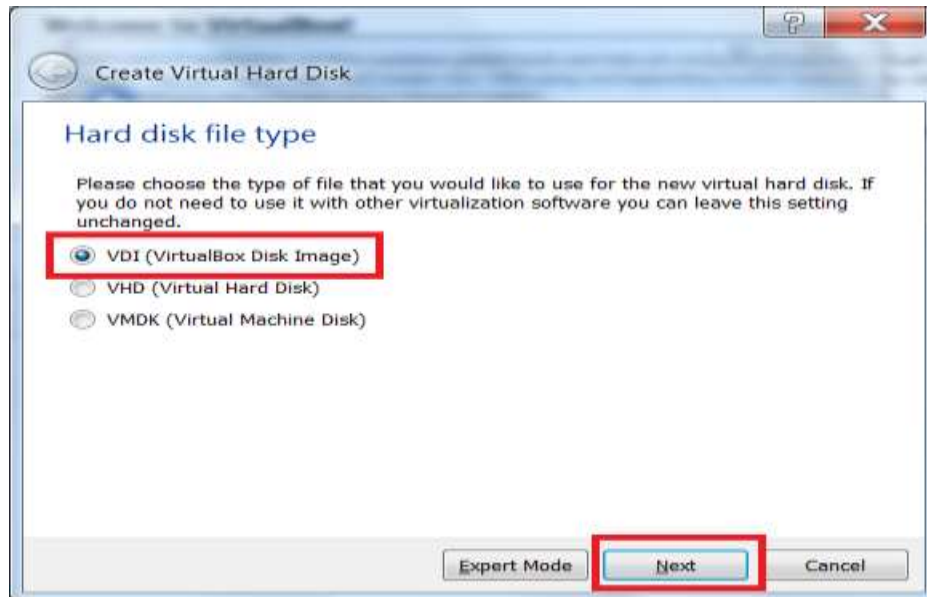 Welcome to VirtualBox!
?
X
Create Virtual Hard Disk
Hard disk file type
Please choose the type of file that you would like to use for the new virtual hard disk. If
you do not need to use it with other virtualization software you can leave this setting
unchanged.
VDI (VirtualBox Disk Image)
VHD (Virtual Hard Disk)
VMDK (Virtual Machine Disk)
Expert Mode
Next
Cancel